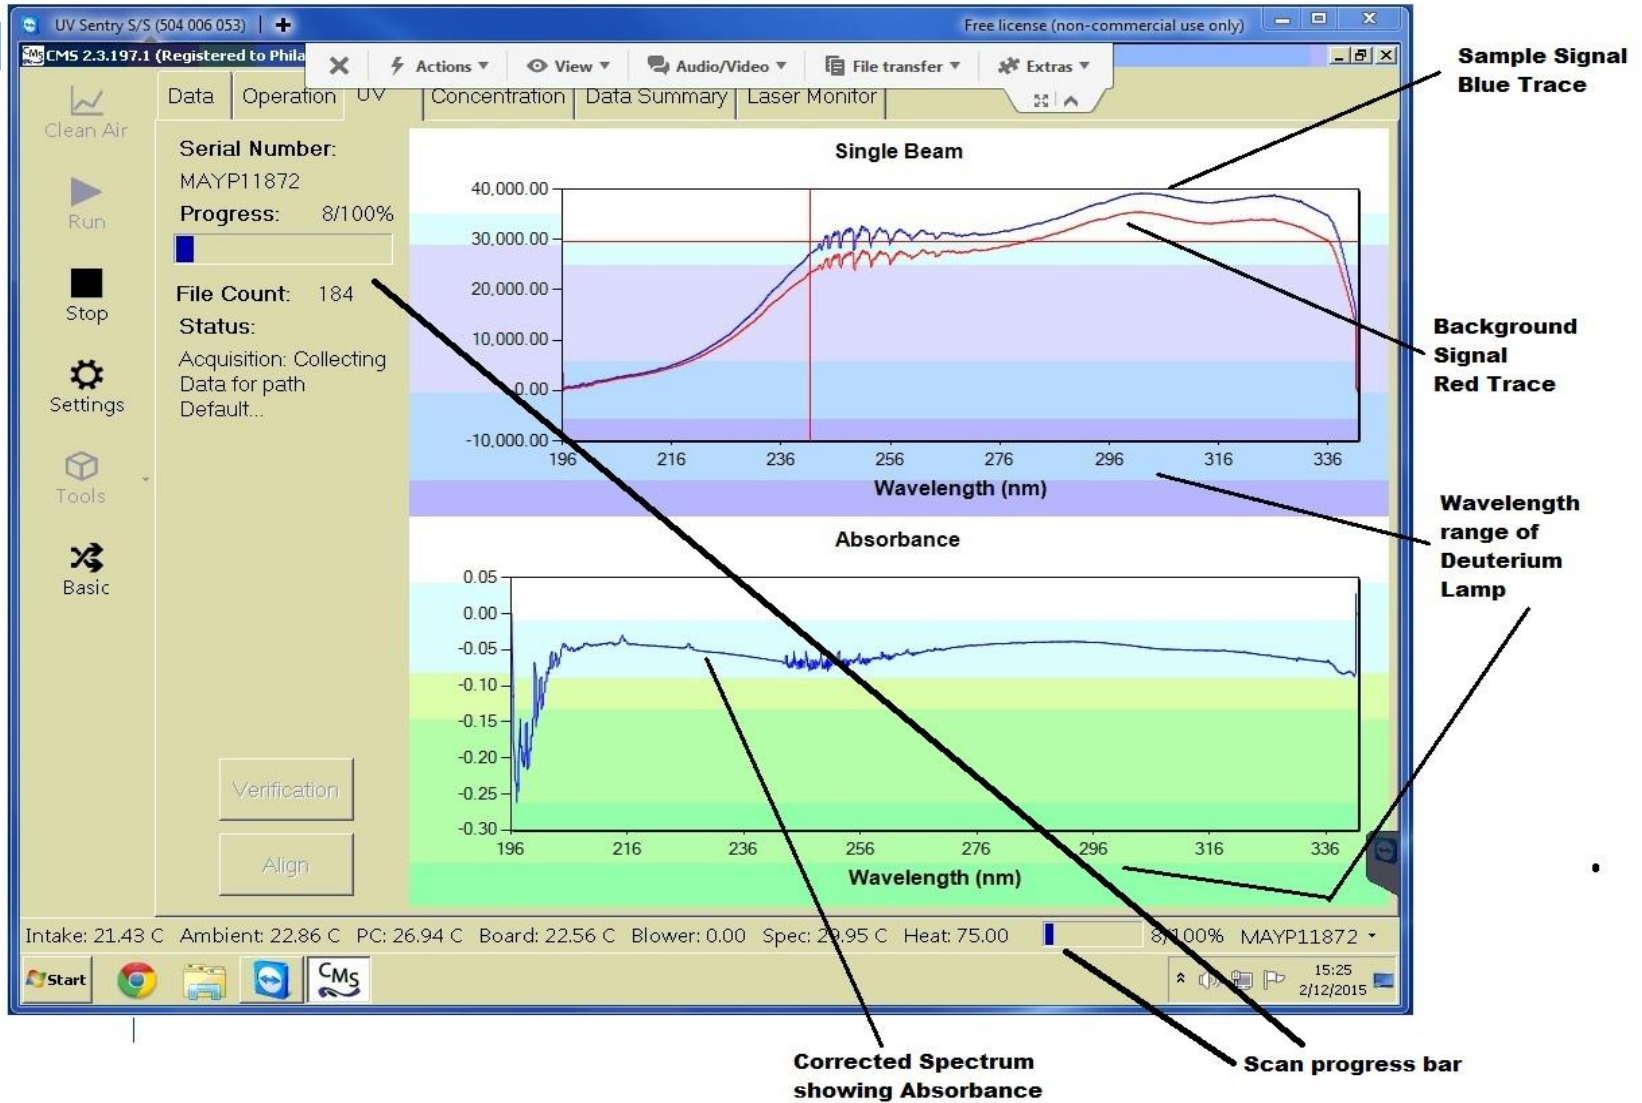 UV Sentry S/S (504 006 053)
Free license (non-commercial use only)
CMS 2.3.197.1 (Registered to Phila
Actions
View
Audio/Video
File transfer
Extras
Data
Operation
UV
Concentration
Data Summary
Laser Monitor
Clean Air
Run
Stop
Settings
Tools
Basic
Serial Number:
MAYP11872
Progress: 8/100%
File Count: 184
Status:
Acquisition: Collecting
Data for path
Default...
Verification
Align
Single Beam
40,000.00
30,000.00
20,000.00
10,000.00
0.00
-10,000.00
196 216 236 256 276 296 316 336
Wavelength (nm)
Absorbance
0.05
0.00
-0.05
-0.10
-0.15
-0.20
-0.25
-0.30
196 216 236 256 276 296 316 336
Wavelength (nm)
Sample Signal
Blue Trace
Background
Signal
Red Trace
Wavelength
range of
Deuterium
Lamp
Intake: 21.43 C Ambient: 22.86 C PC: 26.94 C Board: 22.56 C Blower: 0.00 Spec: 29.95 C Heat: 75.00 8/100% MAYP11872
Start
CMS
15:25
2/12/2015
Corrected Spectrum
showing Absorbance
Scan progress bar